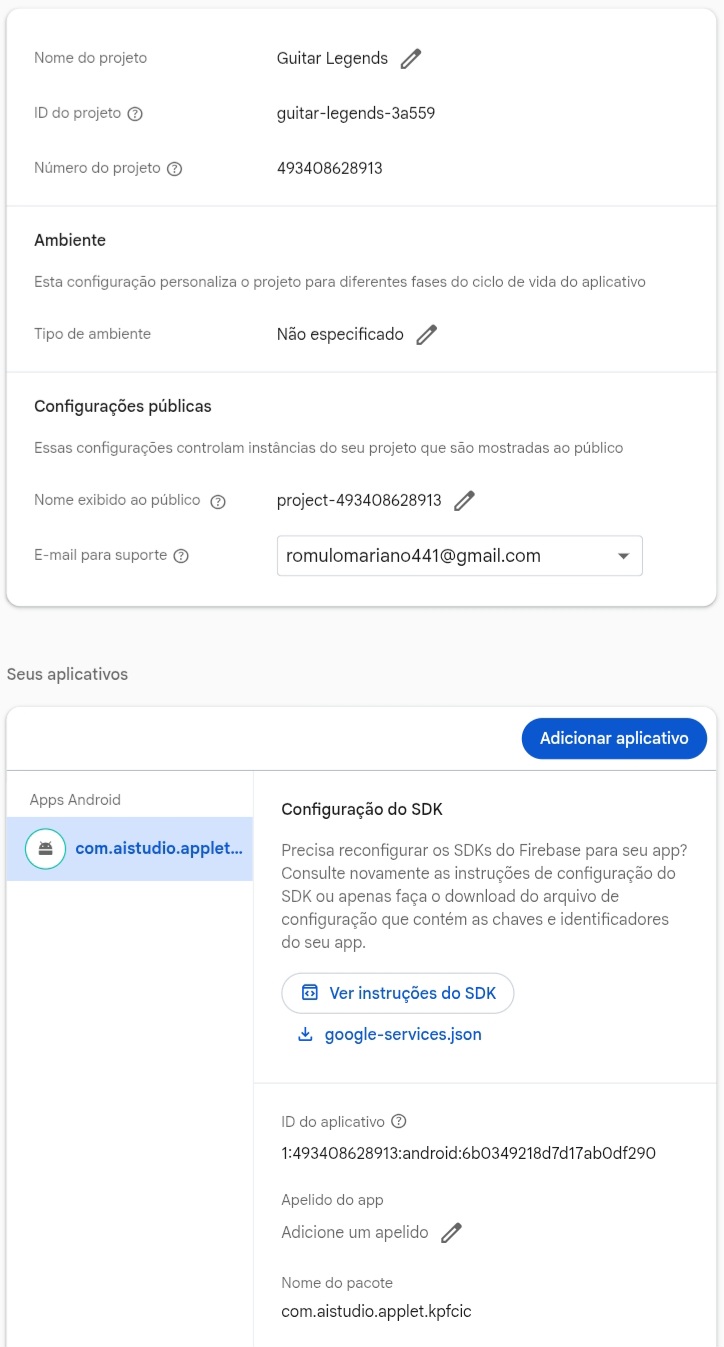 Nome do projeto Guitar Legends
ID do projeto guitar-legends-3a559
Número do projeto 493408628913
Ambiente
Esta configuração personaliza o projeto para diferentes fases do ciclo de vida do aplicativo
Tipo de ambiente Não especificado
Configurações públicas
Essas configurações controlam instâncias do seu projeto que são mostradas ao público
Nome exibido ao público project-493408628913
E-mail para suporte romulomariano441@gmail.com
Seus aplicativos
Adicionar aplicativo
Apps Android
com.aistudio.applet...
Configuração do SDK
Precisa reconfigurar os SDKs do Firebase para seu app?
Consulte novamente as instruções de configuração do
SDK ou apenas faça o download do arquivo de
configuração que contém as chaves e identificadores
do seu app.
Ver instruções do SDK
google-services.json
ID do aplicativo
1:493408628913:android:6b0349218d7d17ab0df290
Apelido do app
Adicione um apelido
Nome do pacote
com.aistudio.applet.kpfcic